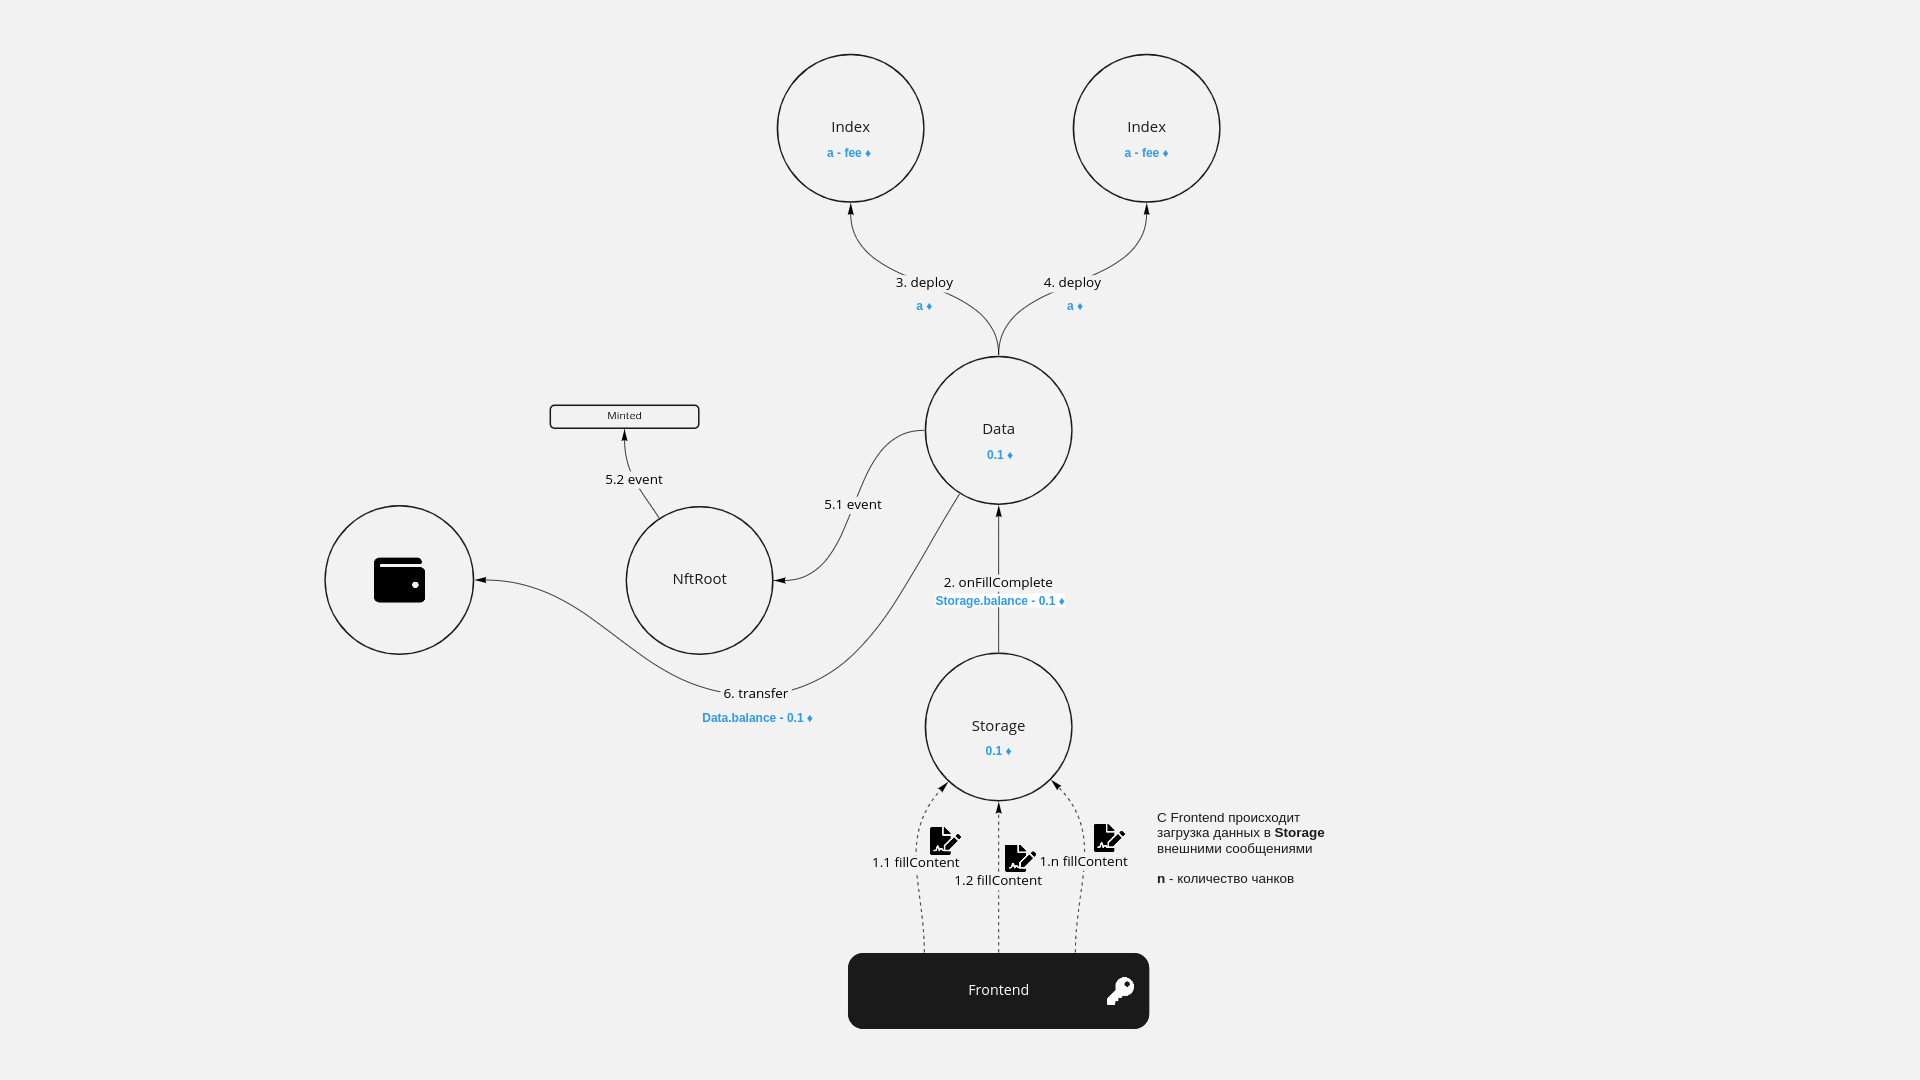 Index
a - fee ♦
Index
a - fee ♦
3. deploy
a ♦
4. deploy
a ♦
Minted
Data
0.1 ♦
5.2 event
5.1 event
NftRoot
2. onFillComplete
Storage.balance - 0.1 ♦
6. transfer
Data.balance - 0.1 ♦
Storage
0.1 ♦
1.1 fillContent
1.2 fillContent
1.n fillContent
С Frontend происходит
загрузка данных в Storage
внешними сообщениями
n - количество чанков
Frontend